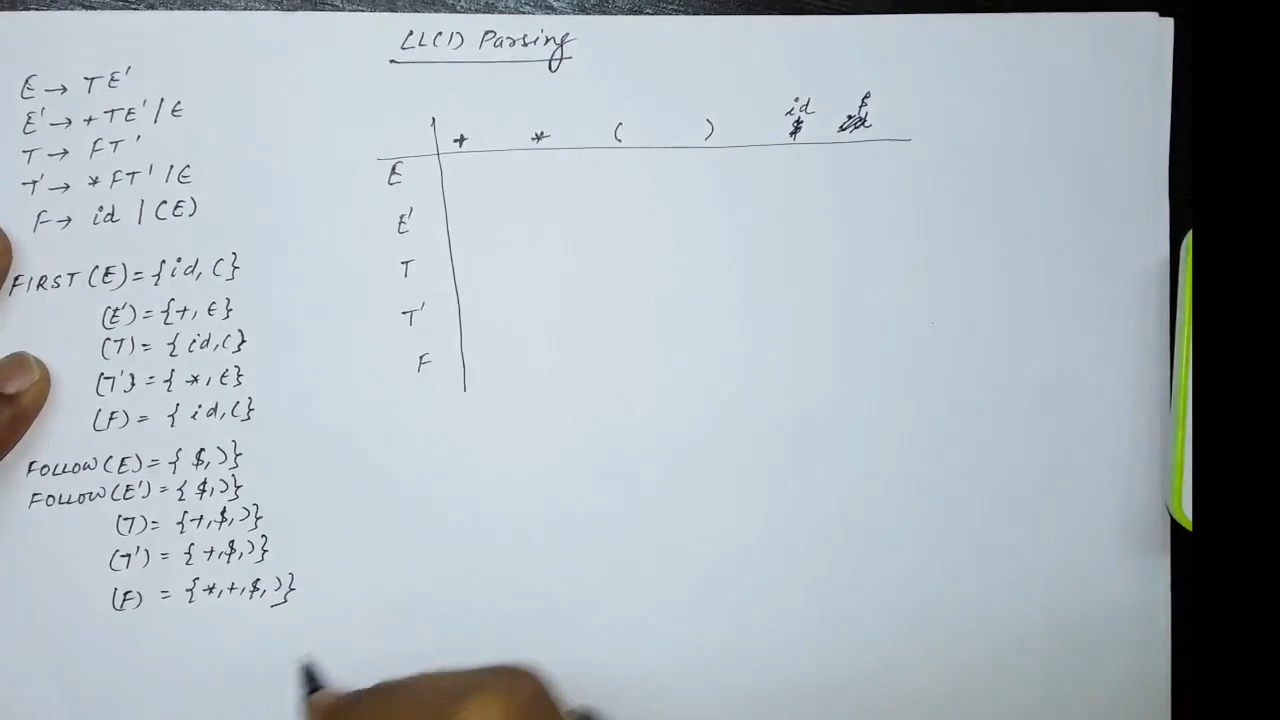 LL(1) Parsing
E → TE'
E' → +TE' / ϵ
T → FT'
T' → *FT' / ϵ
F → id | (E)
FIRST(E) = {id, (}
(E') = {+, ϵ}
(T) = {id, (}
(T') = {*, ϵ}
(F) = {id, (}
FOLLOW(E) = {$, )}
FOLLOW(E') = {$, )}
(T) = {+, $, )}
(T') = {+, $, )}
(F) = {*, +, $, )}
+ * ( ) id $
E
E'
T
T'
F